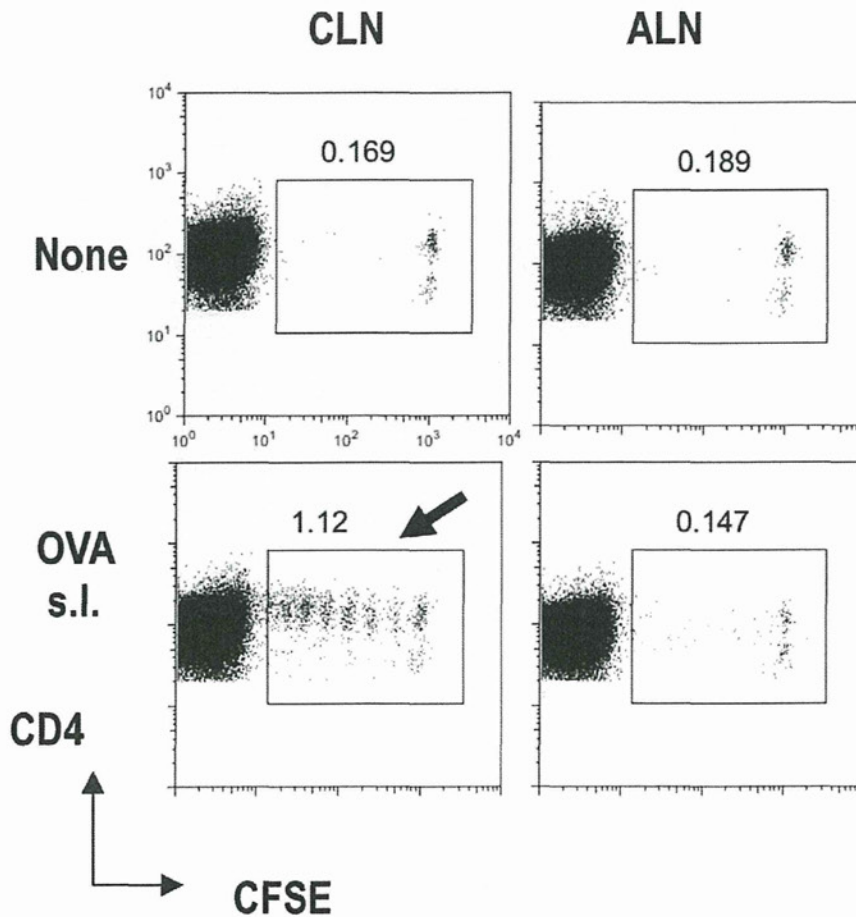 CLN ALN
0.169 0.189
None
10⁴
10³
10²
10¹
10⁰
10⁰ 10¹ 10² 10³ 10⁴
1.12 0.147
OVA
s.l.
CD4
CFSE